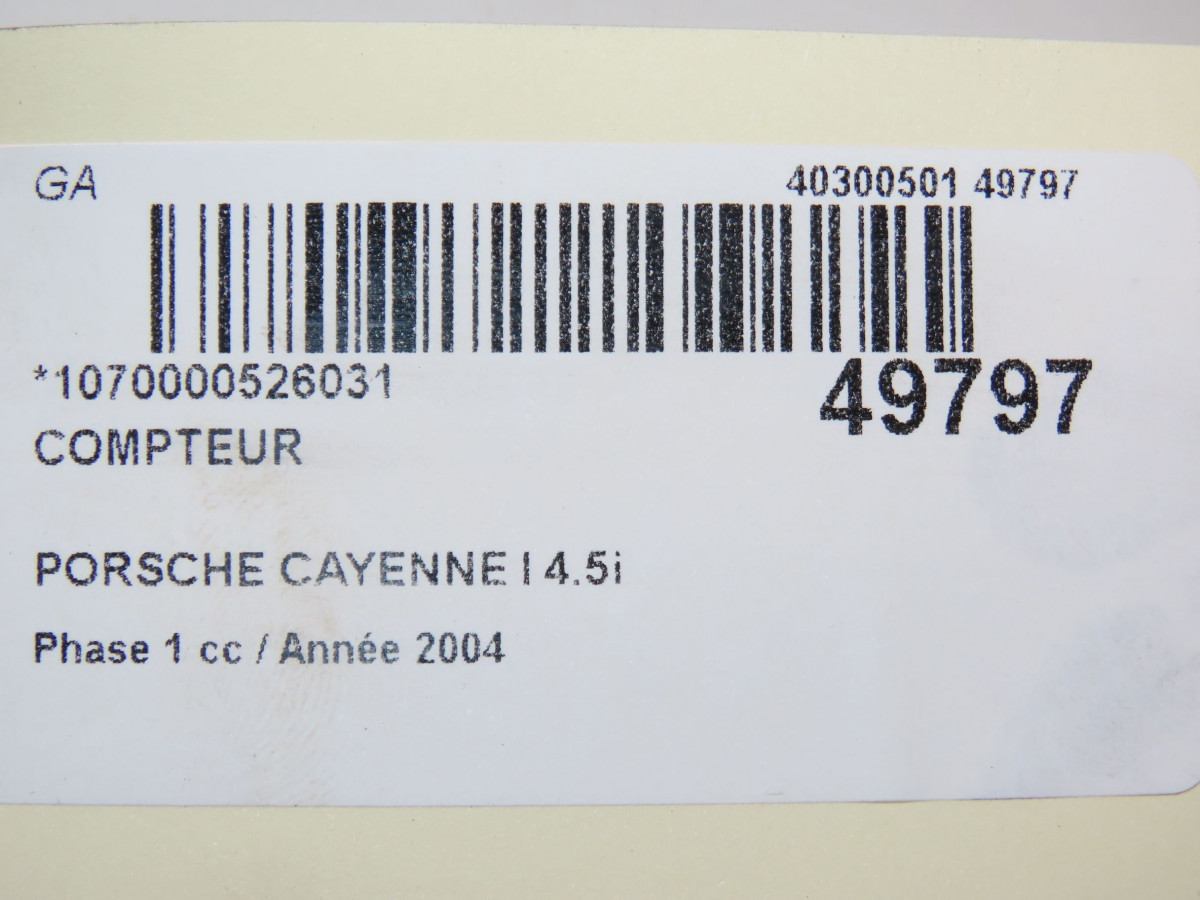 GA 40300501 49797
*1070000526031 49797
COMPTEUR
PORSCHE CAYENNE I 4.5i
Phase 1 cc / Année 2004